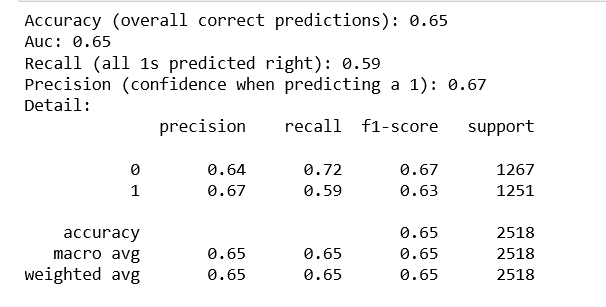 Accuracy (overall correct predictions): 0.65
Auc: 0.65
Recall (all 1s predicted right): 0.59
Precision (confidence when predicting a 1): 0.67
Detail:
precision recall f1-score support
0 0.64 0.72 0.67 1267
1 0.67 0.59 0.63 1251
accuracy 0.65 2518
macro avg 0.65 0.65 0.65 2518
weighted avg 0.65 0.65 0.65 2518